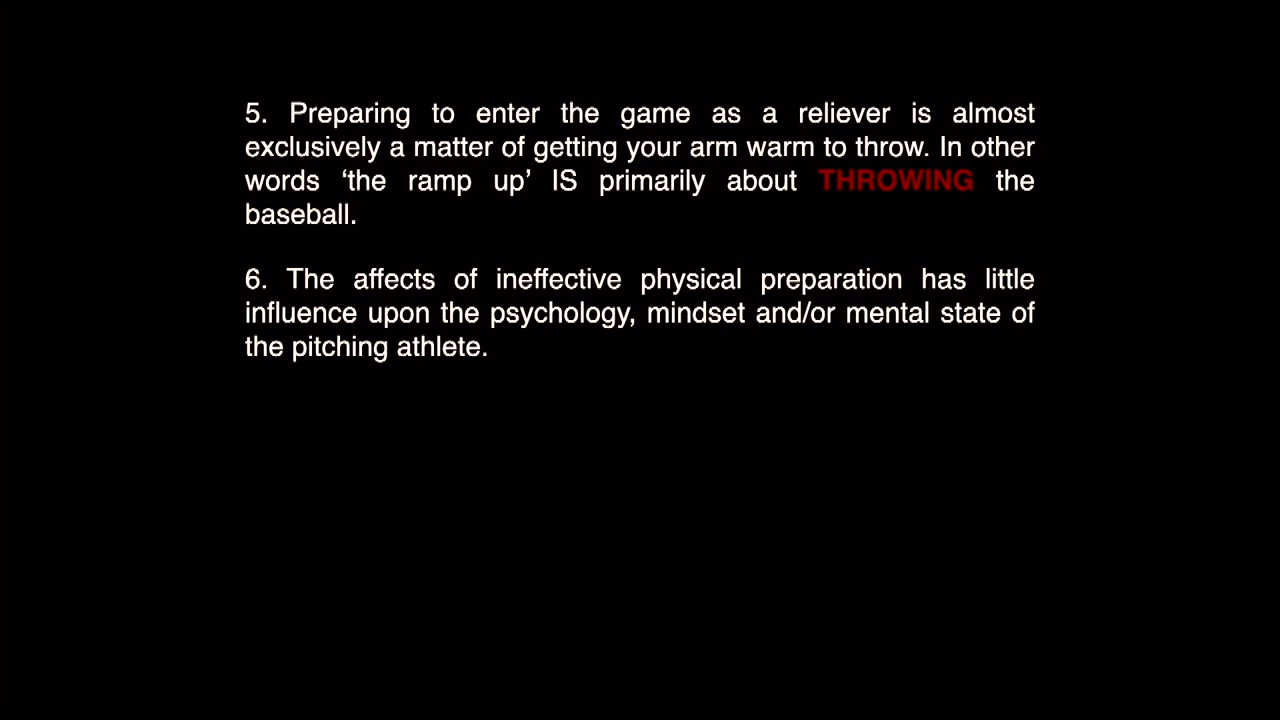 5. Preparing to enter the game as a reliever is almost
exclusively a matter of getting your arm warm to throw. In other
words ‘the ramp up’ IS primarily about THROWING the
baseball.
6. The affects of ineffective physical preparation has little
influence upon the psychology, mindset and/or mental state of
the pitching athlete.